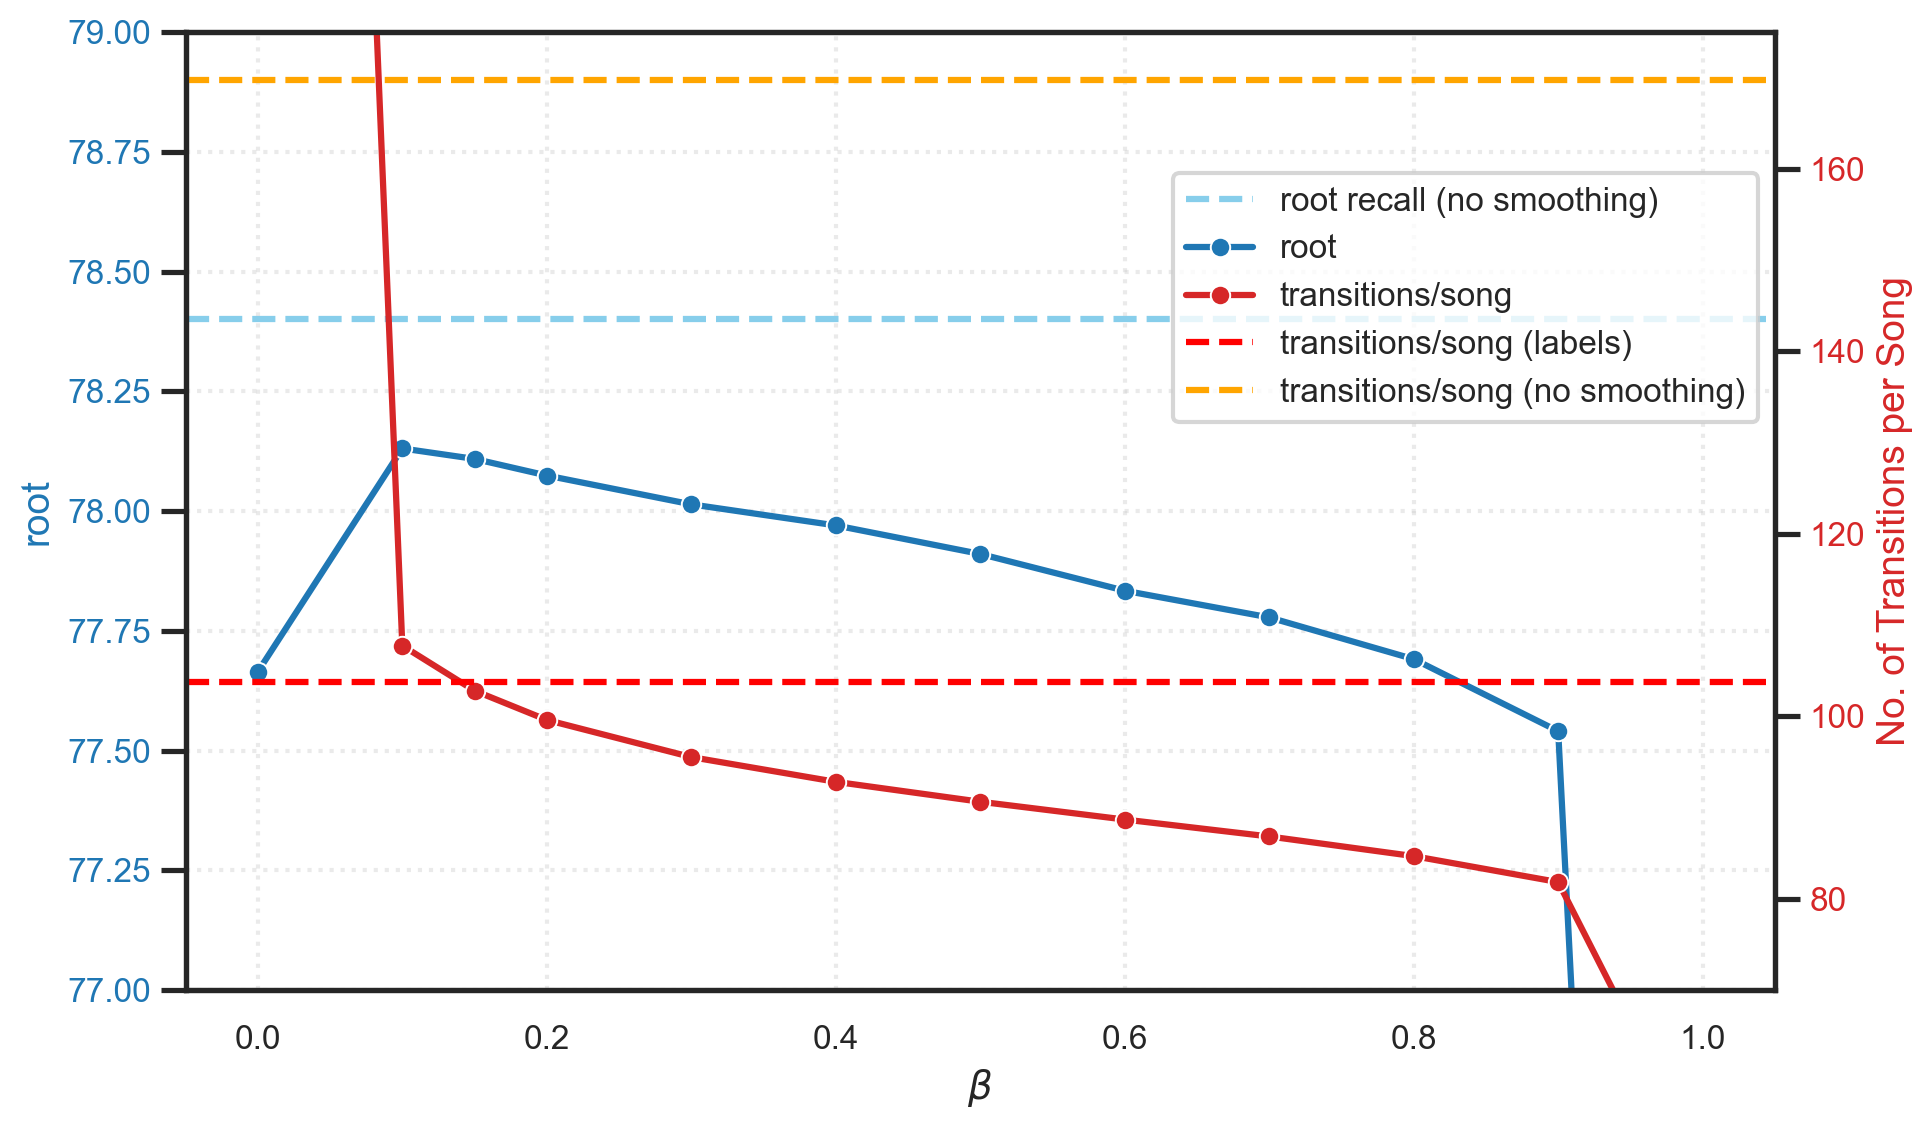 79.00
78.75
78.50
78.25
78.00
77.75
77.50
77.25
77.00
root
root recall (no smoothing)
root
transitions/song
transitions/song (labels)
transitions/song (no smoothing)
160
140
120
100
80
No. of Transitions per Song
0.0 0.2 0.4 0.6 0.8 1.0
β